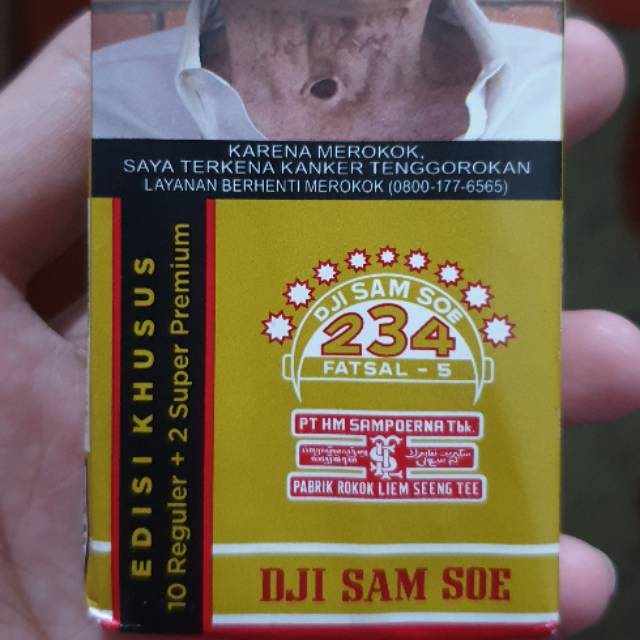 KARENA MEROKOK,
SAYA TERKENA KANKER TENGGOROKAN
LAYANAN BERHENTI MEROKOK (0800-177-6565)
EDISI KHUSUS
10 Reguler + 2 Super Premium
DJI SAM SOE
234
FATSAL - 5
PT HM SAMPOERNA Tbk.
PABRIK ROKOK LIEM SEENG TEE
DJI SAM SOE